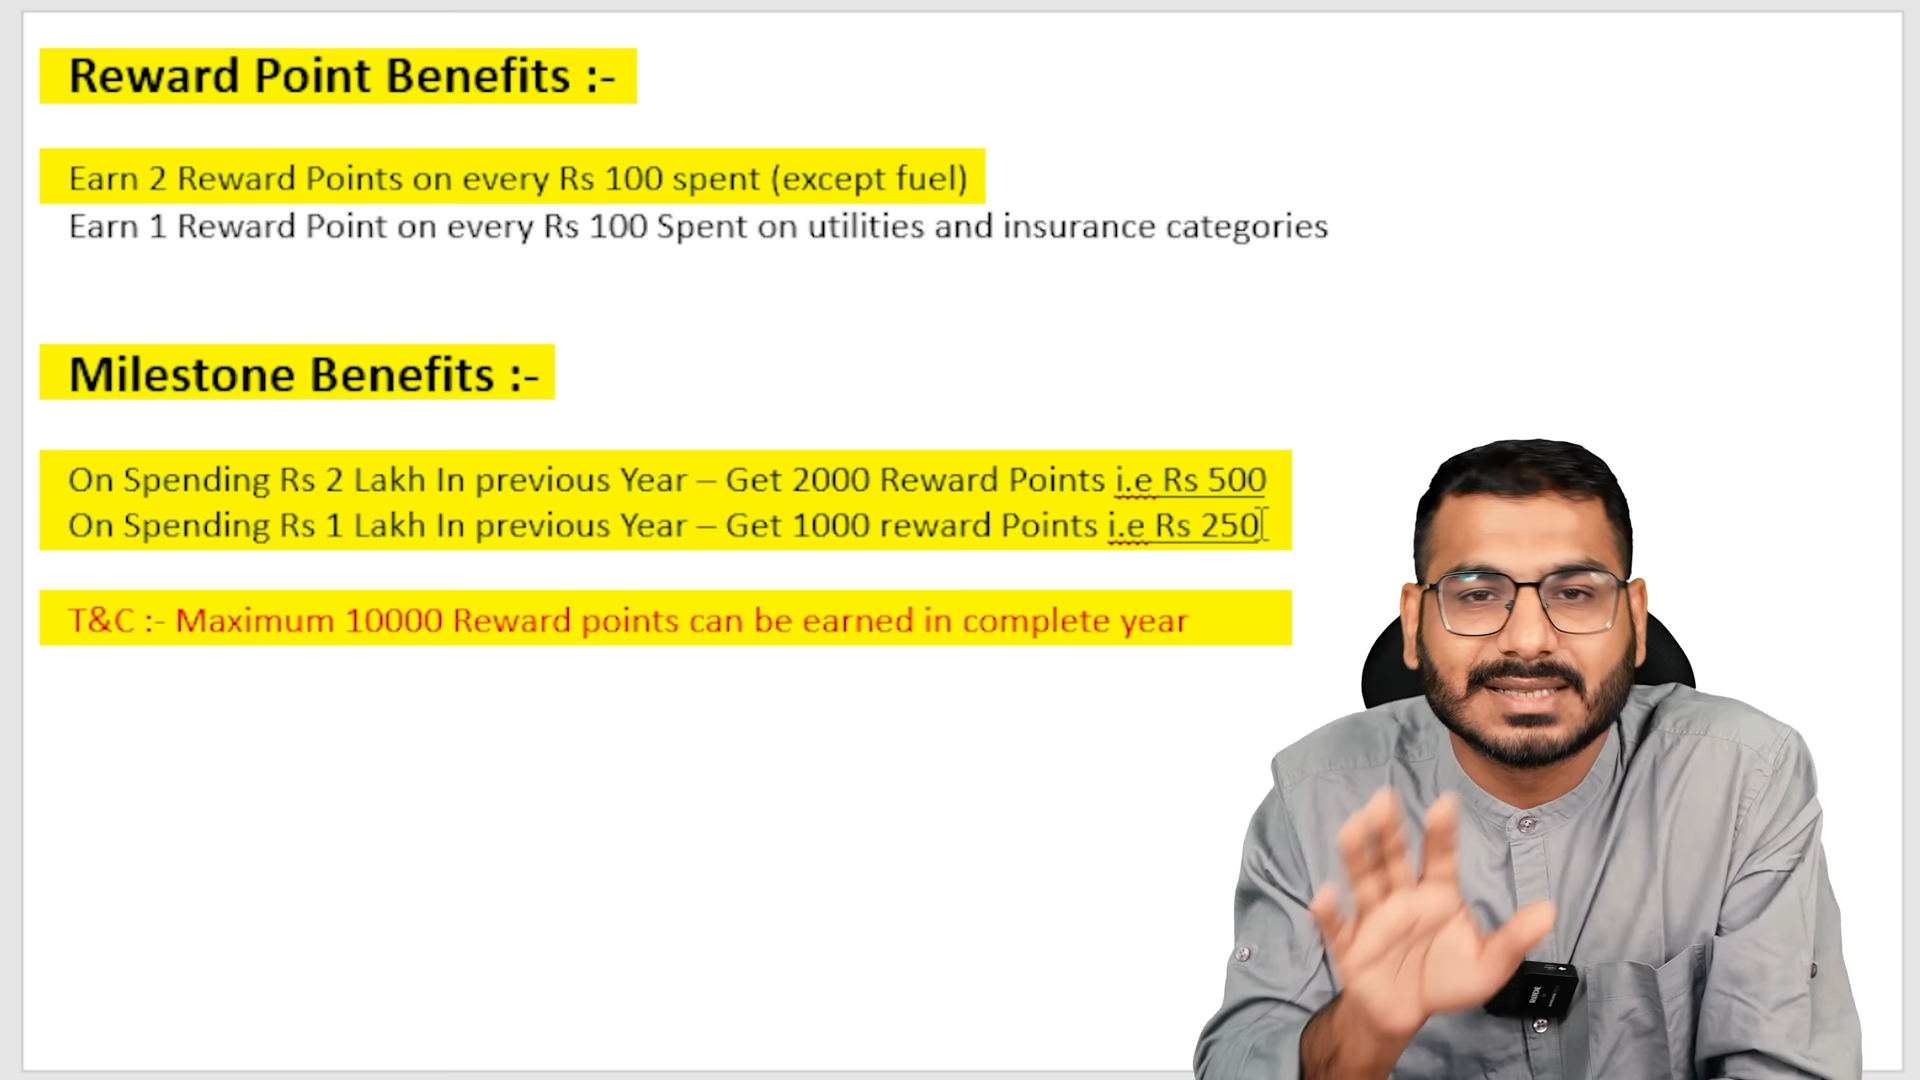 Reward Point Benefits :-
Earn 2 Reward Points on every Rs 100 spent (except fuel)
Earn 1 Reward Point on every Rs 100 Spent on utilities and insurance categories
Milestone Benefits :-
On Spending Rs 2 Lakh In previous Year – Get 2000 Reward Points i.e Rs 500
On Spending Rs 1 Lakh In previous Year – Get 1000 reward Points i.e Rs 250
T&C :- Maximum 10000 Reward points can be earned in complete year
RØDE